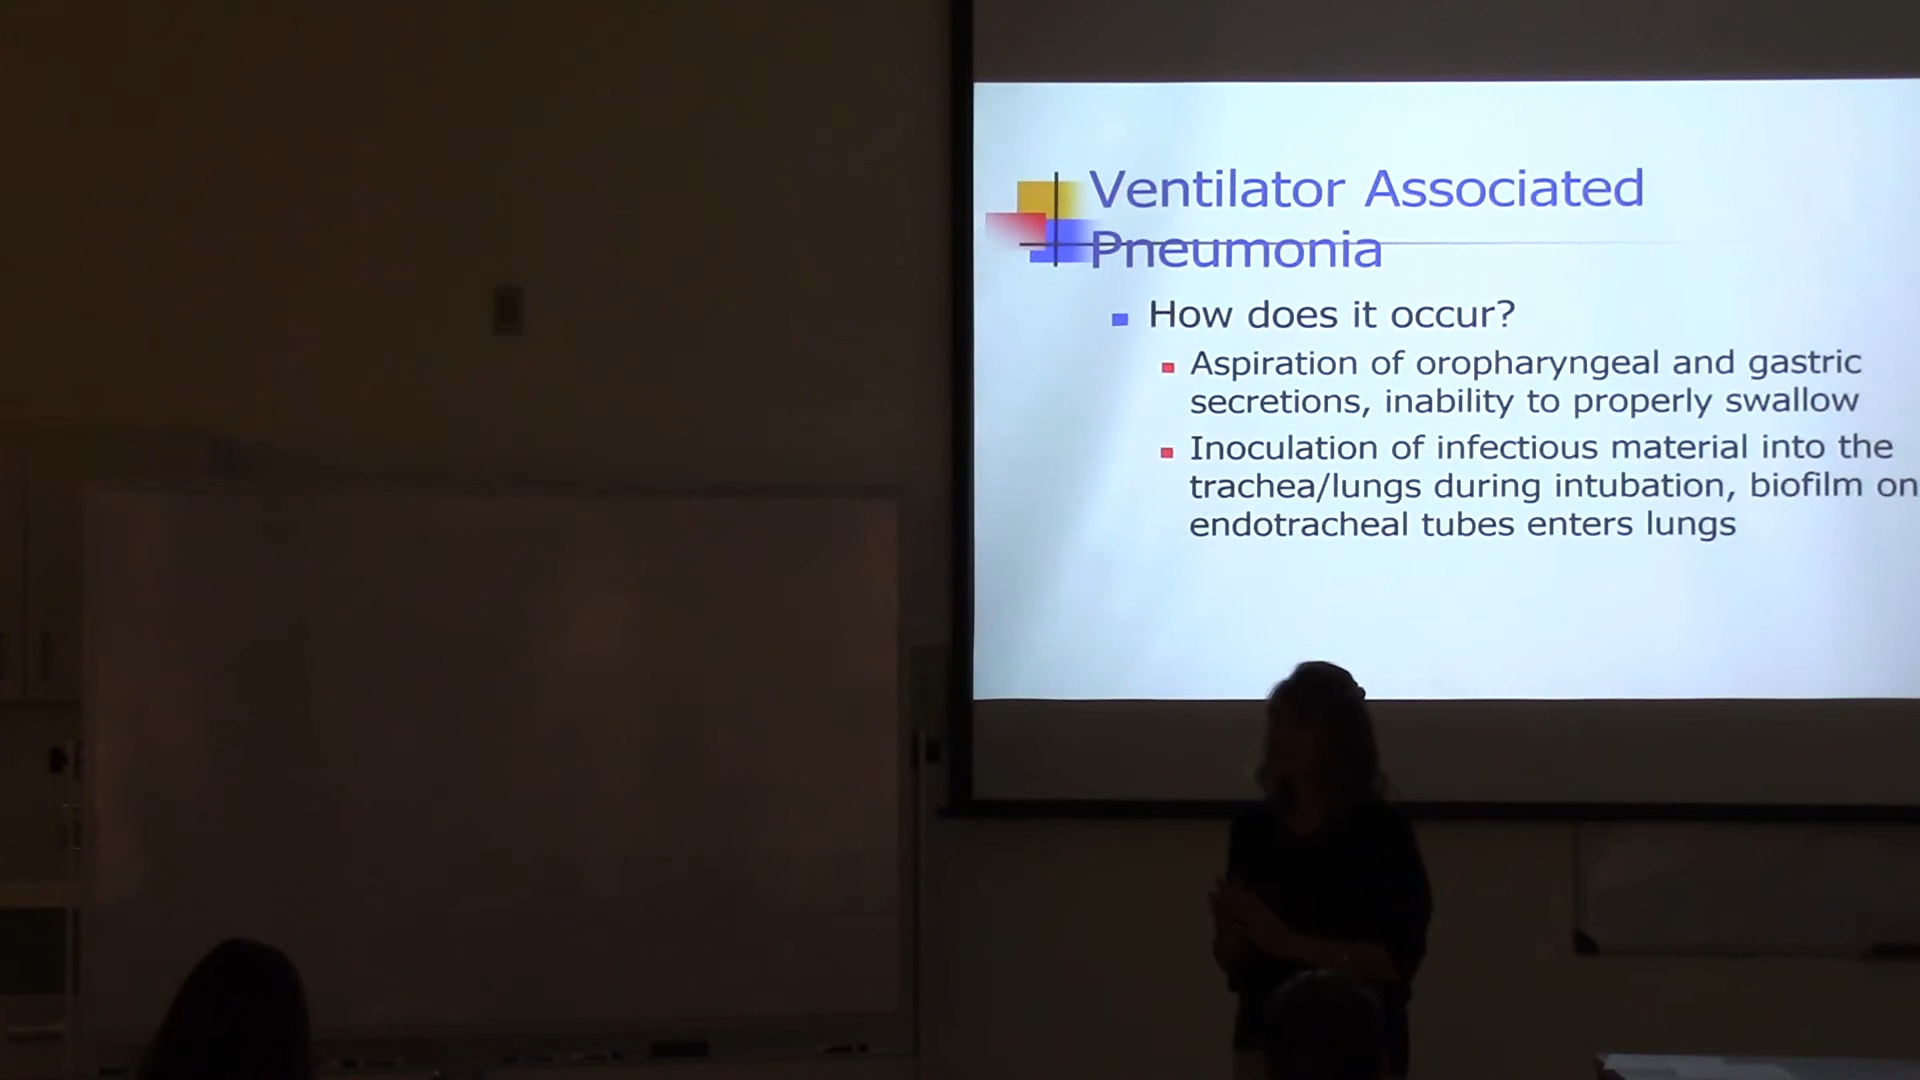 Ventilator Associated
Pneumonia
How does it occur?
Aspiration of oropharyngeal and gastric
secretions, inability to properly swallow
Inoculation of infectious material into the
trachea/lungs during intubation, biofilm on
endotracheal tubes enters lungs